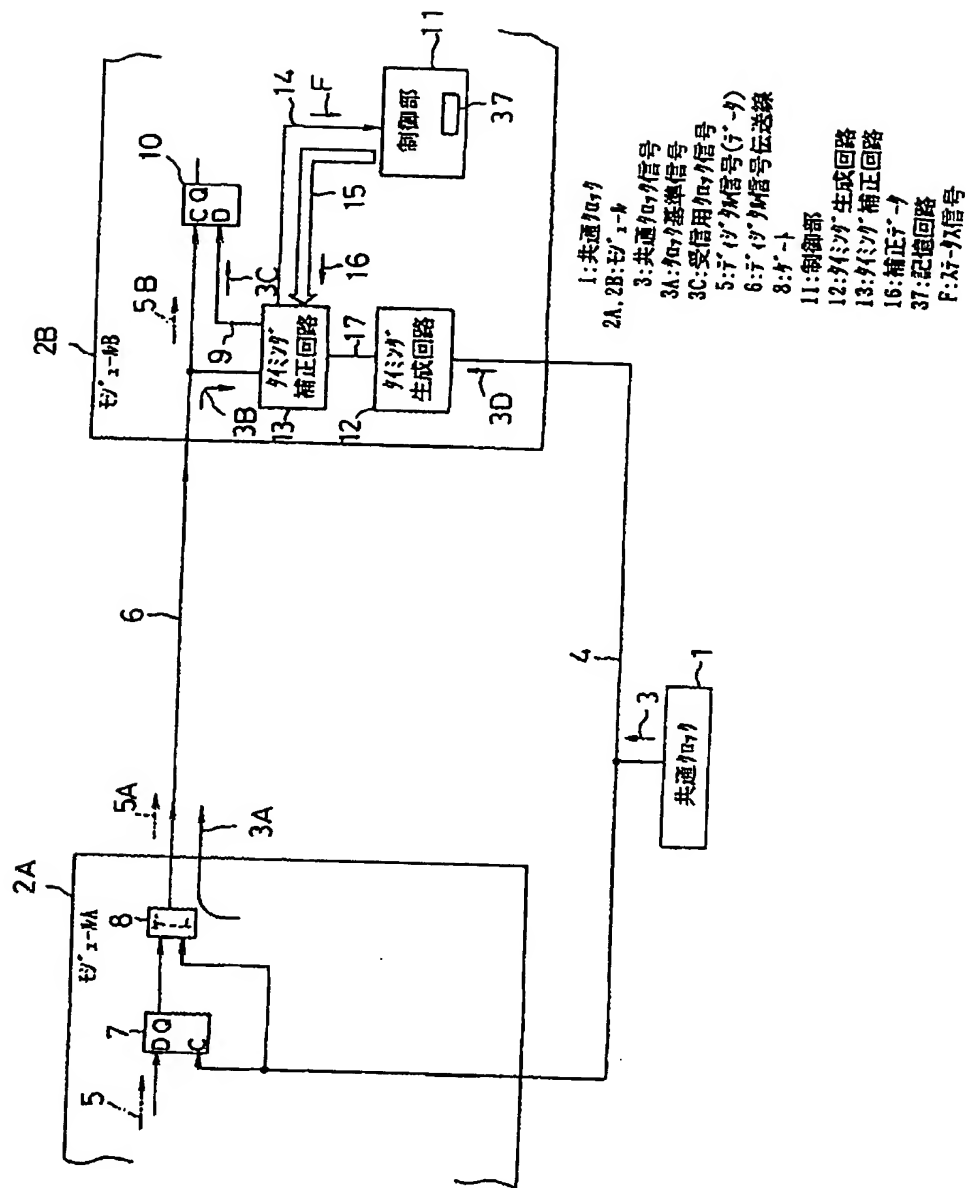 2A
モジュールA
5
7
D Q
C
8
ゲート
5A
3A
6
2B
モジュールB
5B
10
C Q
D
3B
9
3C
13
タイミング
補正回路
14
F
15
16
制御部
11
37
17
12
タイミング
生成回路
3D
4
3
共通クロック
1
1:共通クロック
2A,2B:モジュール
3:共通クロック信号
3A:クロック基準信号
3C:受信用クロック信号
5:ディジタル信号(データ)
6:ディジタル信号伝送線
8:ゲート
11:制御部
12:タイミング生成回路
13:タイミング補正回路
16:補正データ
37:記憶回路
F:ステータス信号